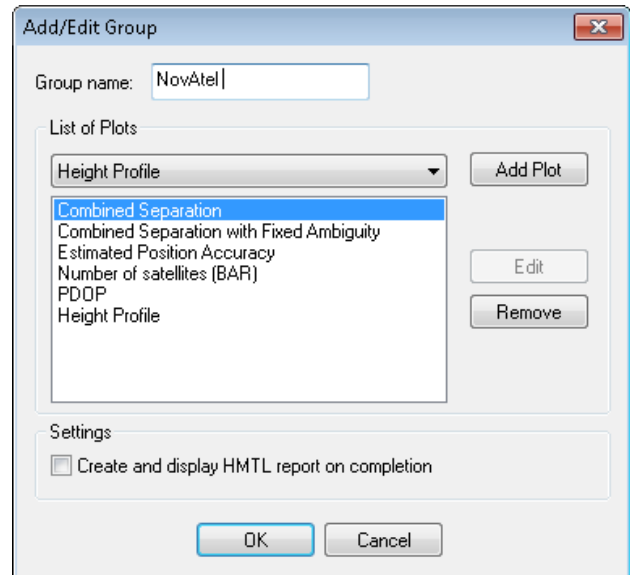 Add/Edit Group
Group name: NovAtel
List of Plots
Height Profile
Add Plot
Combined Separation
Combined Separation with Fixed Ambiguity
Estimated Position Accuracy
Number of satellites (BAR)
PDOP
Height Profile
Edit
Remove
Settings
Create and display HMTL report on completion
OK
Cancel